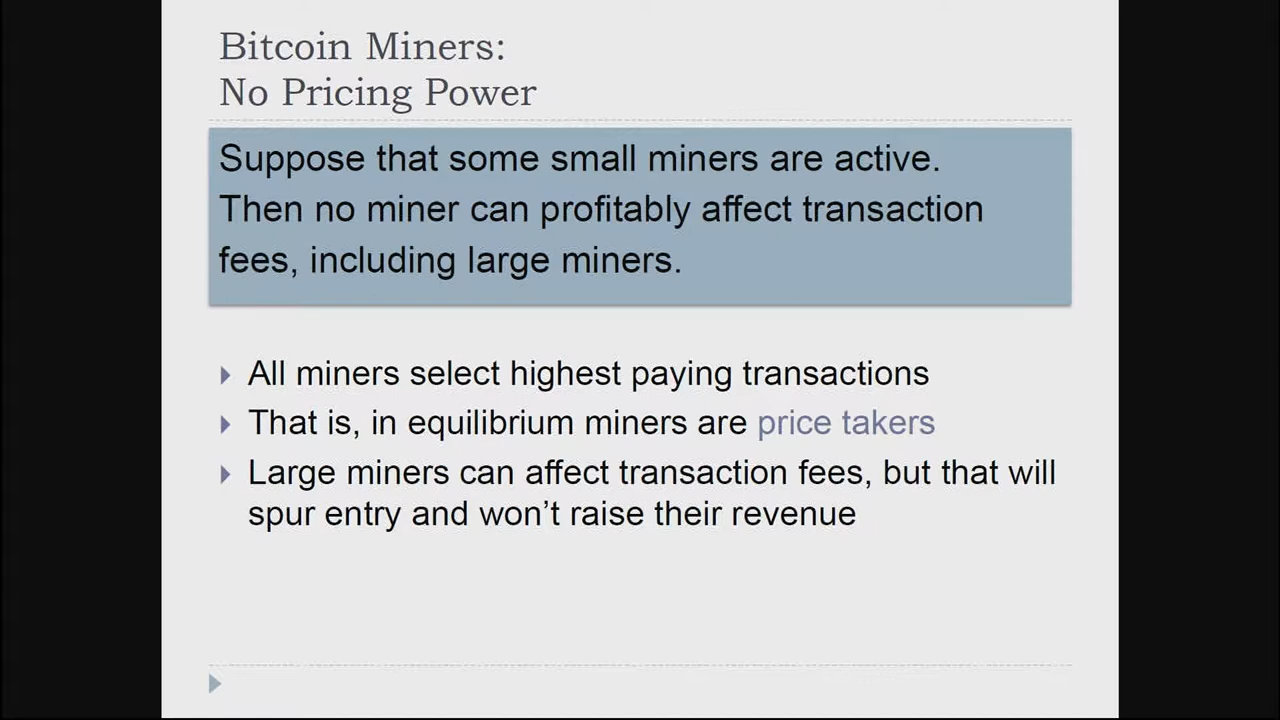 Bitcoin Miners:
No Pricing Power
Suppose that some small miners are active.
Then no miner can profitably affect transaction
fees, including large miners.
All miners select highest paying transactions
That is, in equilibrium miners are price takers
Large miners can affect transaction fees, but that will
spur entry and won’t raise their revenue